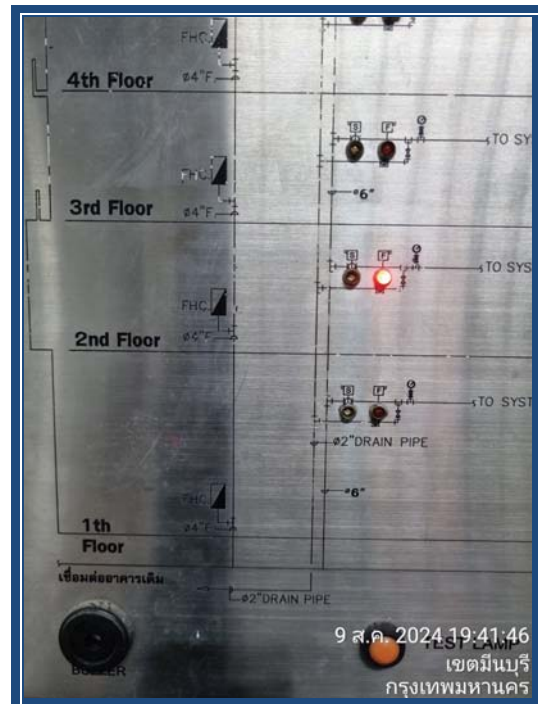 FHC.
4th Floor
ø4"F.
S F
TO SY
FHC.
3rd Floor
ø4"F.
ø6"
S F
TO SYS
FHC.
2nd Floor
ø4"F.
S F
TO SYST
ø2"DRAIN PIPE
FHC.
ø6"
1th
Floor
ø4"F.
เชื่อมต่ออาคารเดิม
ø2"DRAIN PIPE
BUZZER
TEST LAMP
9 ส.ค. 2024 19:41:46
เขตมีนบุรี
กรุงเทพมหานคร